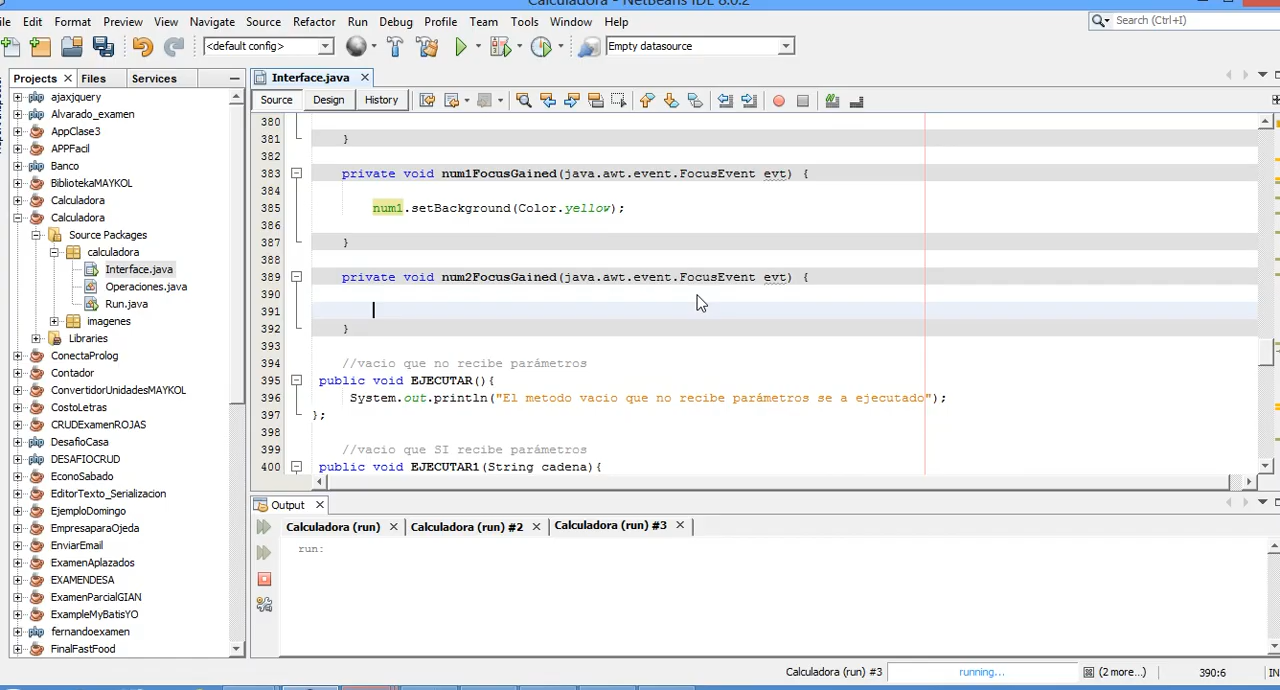 Calculadora - NetBeans IDE 8.0.2
Edit Format Preview View Navigate Source Refactor Run Debug Profile Team Tools Window Help
Search (Ctrl+I)
<default config>
Empty datasource
Projects Files Services
Interface.java
Source Design History
ajaxjquery
Alvarado_examen
AppClase3
APPFacil
Banco
BibliotekaMAYKOL
Calculadora
Calculadora
Source Packages
calculadora
Interface.java
Operaciones.java
Run.java
imagenes
Libraries
ConectaProlog
Contador
ConvertidorUnidadesMAYKOL
CostoLetras
CRUDExamenROJAS
DesafioCasa
DESAFIOCRUD
EconoSabado
EditorTexto_Serializacion
EjemploDomingo
EmpresaparaOjeda
EnviarEmail
ExamenAplazados
EXAMENDESA
ExamenParcialGIAN
ExampleMyBatisYO
fernandoexamen
FinalFastFood
380
381 }
382
383 private void num1FocusGained(java.awt.event.FocusEvent evt) {
384
385 num1.setBackground(Color.yellow);
386
387 }
388
389 private void num2FocusGained(java.awt.event.FocusEvent evt) {
390
391
392 }
393
394 //vacio que no recibe parámetros
395 public void EJECUTAR(){
396 System.out.println("El metodo vacio que no recibe parámetros se a ejecutado");
397 };
398
399 //vacio que SI recibe parámetros
400 public void EJECUTAR1(String cadena){
Output
Calculadora (run) Calculadora (run) #2 Calculadora (run) #3
run:
Calculadora (run) #3 running... (2 more...) 390:6 IN